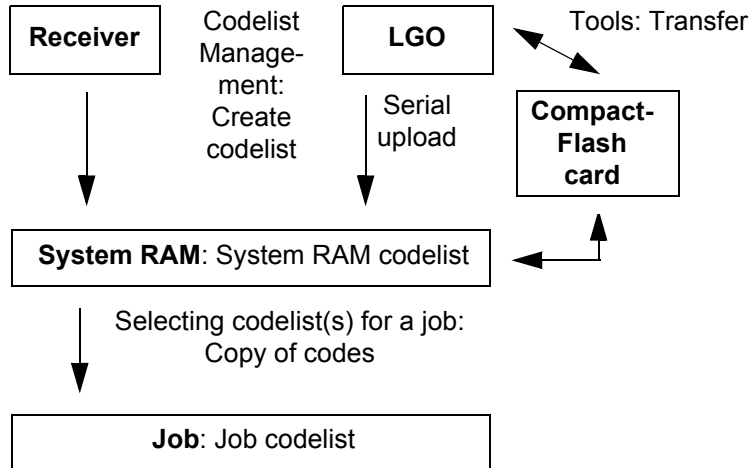 Receiver
Codelist
Manage-
ment:
Create
codelist
LGO
Serial
upload
Tools: Transfer
Compact-
Flash
card
System RAM: System RAM codelist
Selecting codelist(s) for a job:
Copy of codes
Job: Job codelist